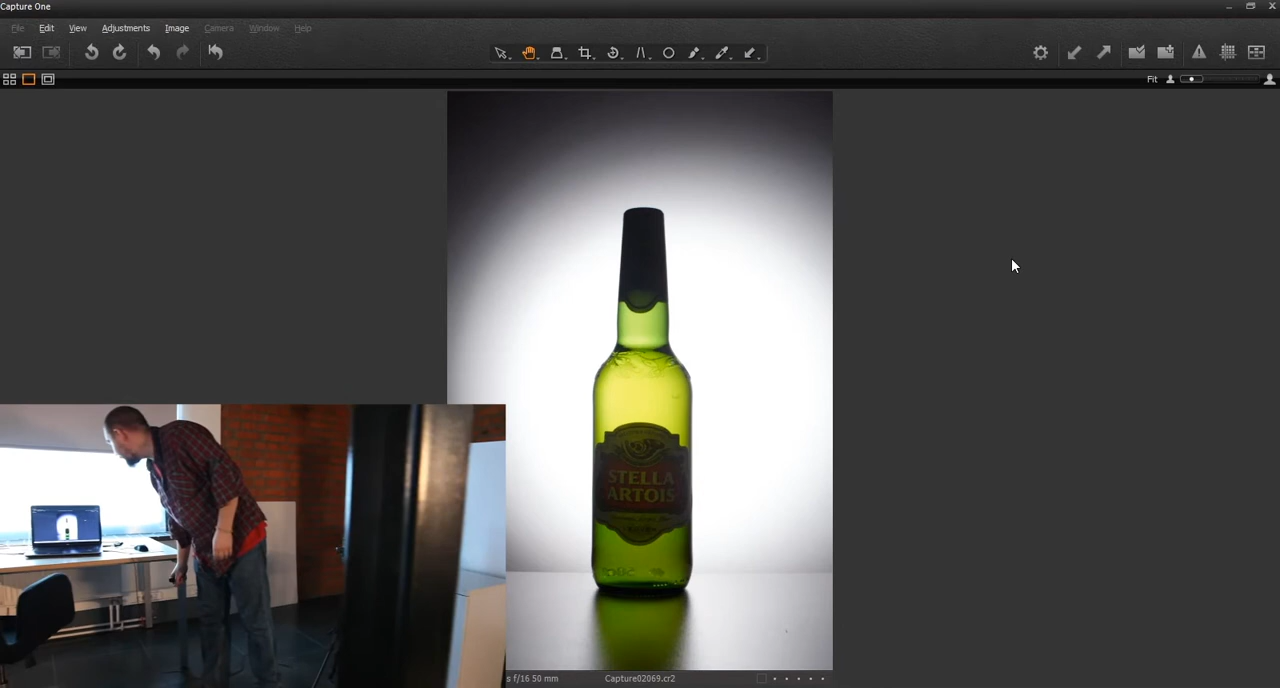 Capture One
File Edit View Adjustments Image Camera Window Help
Fit
STELLA
ARTOIS
s f/16 50 mm Capture02069.cr2